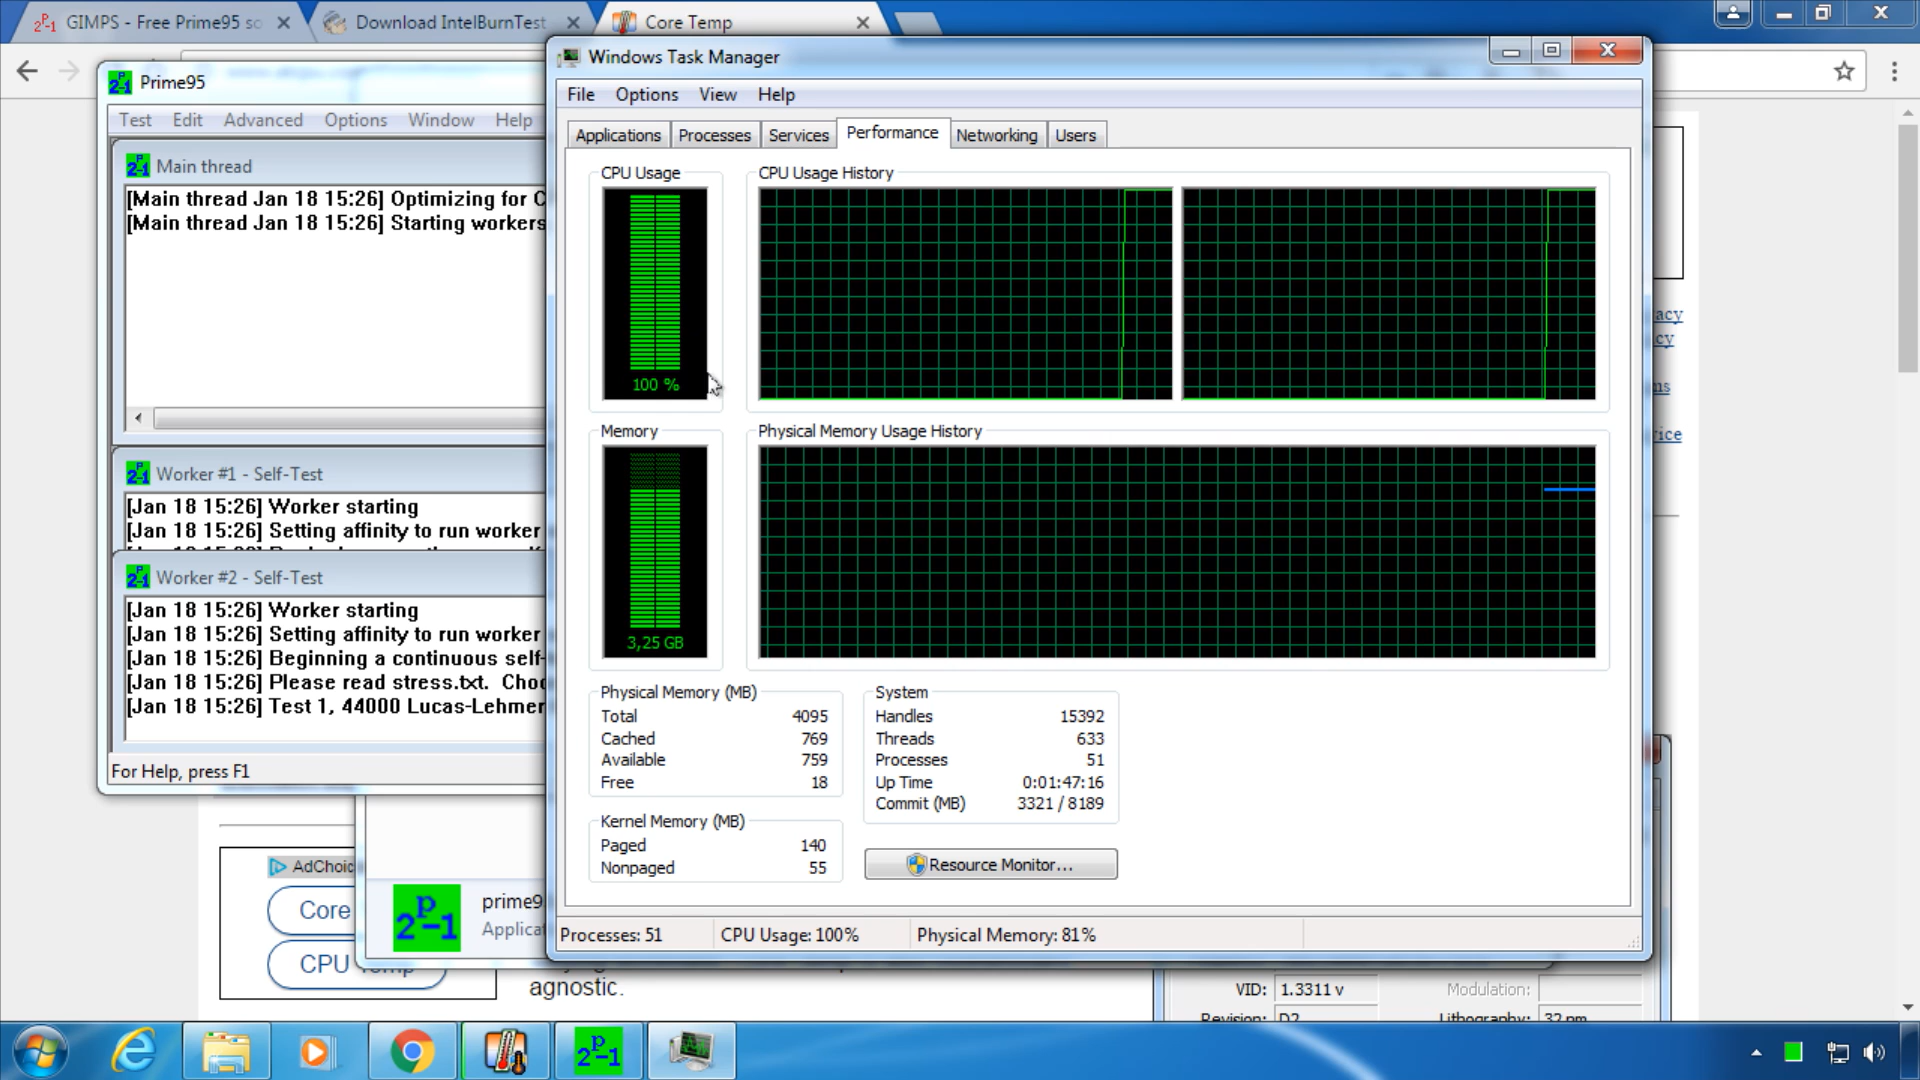 GIMPS - Free Prime95 so
Download IntelBurnTest
Core Temp
Windows Task Manager
File Options View Help
Applications Processes Services Performance Networking Users
CPU Usage
CPU Usage History
100 %
Memory
Physical Memory Usage History
3,25 GB
Physical Memory (MB)
Total 4095
Cached 769
Available 759
Free 18
Kernel Memory (MB)
Paged 140
Nonpaged 55
System
Handles 15392
Threads 633
Processes 51
Up Time 0:01:47:16
Commit (MB) 3321 / 8189
Resource Monitor...
Processes: 51 CPU Usage: 100% Physical Memory: 81%
Prime95
Test Edit Advanced Options Window Help
Main thread
[Main thread Jan 18 15:26] Optimizing for C
[Main thread Jan 18 15:26] Starting workers
Worker #1 - Self-Test
[Jan 18 15:26] Worker starting
[Jan 18 15:26] Setting affinity to run worker
Worker #2 - Self-Test
[Jan 18 15:26] Worker starting
[Jan 18 15:26] Setting affinity to run worker
[Jan 18 15:26] Beginning a continuous self-
[Jan 18 15:26] Please read stress.txt. Choo
[Jan 18 15:26] Test 1, 44000 Lucas-Lehmer
For Help, press F1
acy
cy
ms
vice
AdChoic
Core
CPU Temp
prime9
Applica
agnostic.
VID: 1.3311 v
Modulation:
Revision: D2
Lithography: 32 nm